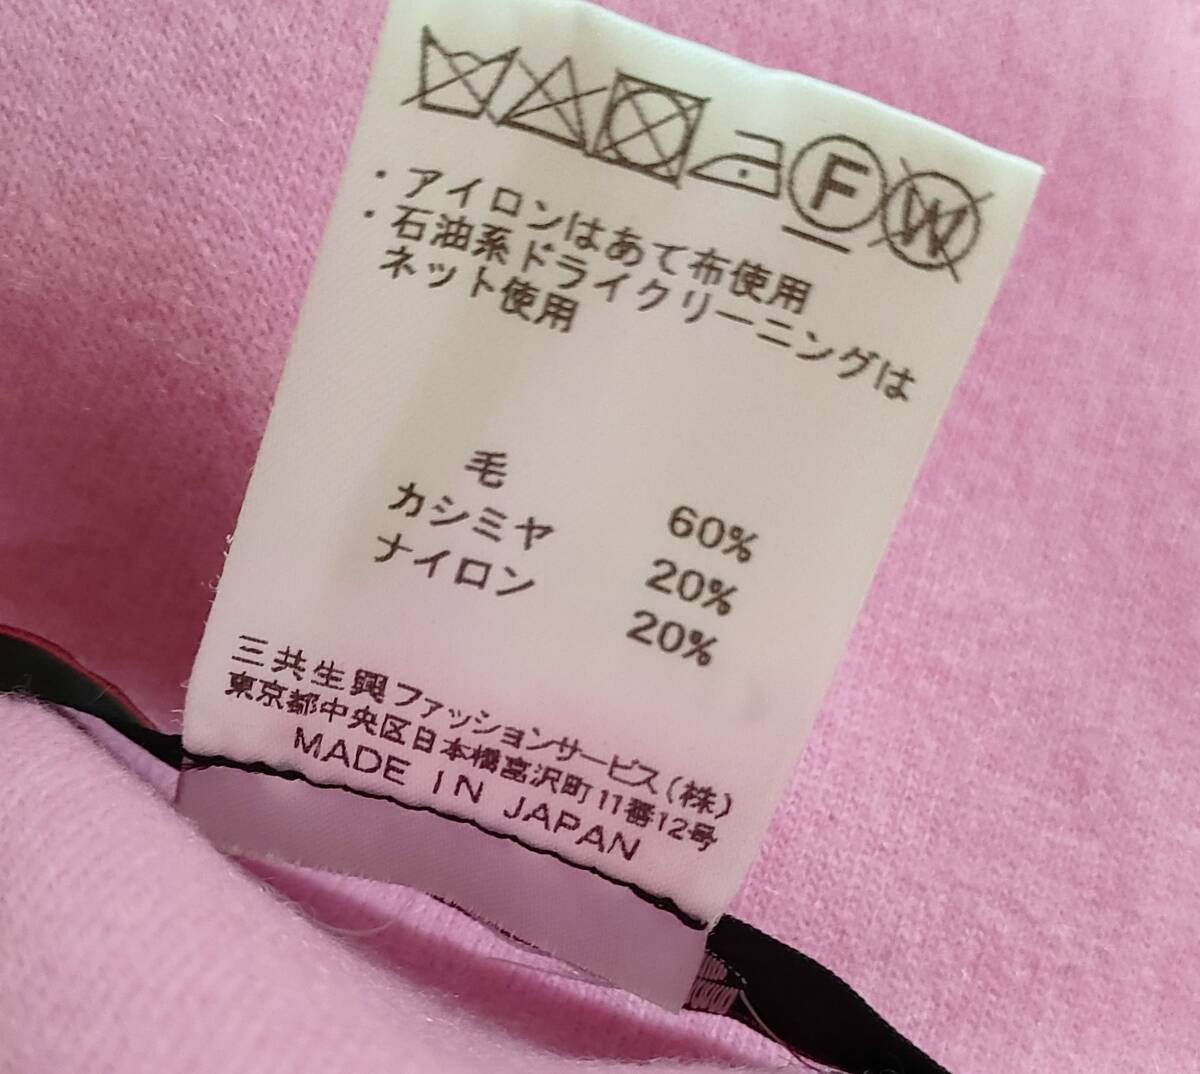 F W
・アイロンはあて布使用
・石油系ドライクリーニングは
ネット使用
毛 60%
カシミヤ 20%
ナイロン 20%
三共生興ファッションサービス(株)
東京都中央区日本橋富沢町11番12号
MADE IN JAPAN